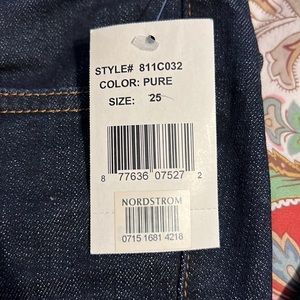 STYLE# 811C032
COLOR: PURE
SIZE: 25
8 77636 07527 2
NORDSTROM
0715 1681 4218